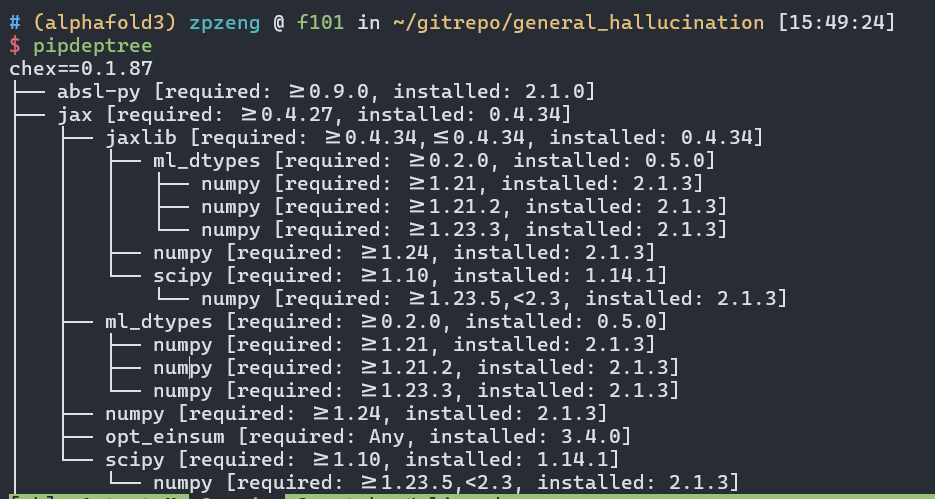 # (alphafold3) zpzeng @ f101 in ~/gitrepo/general_hallucination [15:49:24]
$ pipdeptree
chex==0.1.87
├── absl-py [required: ≥0.9.0, installed: 2.1.0]
├── jax [required: ≥0.4.27, installed: 0.4.34]
│   ├── jaxlib [required: ≥0.4.34,≤0.4.34, installed: 0.4.34]
│   │   ├── ml_dtypes [required: ≥0.2.0, installed: 0.5.0]
│   │   │   ├── numpy [required: ≥1.21, installed: 2.1.3]
│   │   │   ├── numpy [required: ≥1.21.2, installed: 2.1.3]
│   │   │   └── numpy [required: ≥1.23.3, installed: 2.1.3]
│   │   ├── numpy [required: ≥1.24, installed: 2.1.3]
│   │   └── scipy [required: ≥1.10, installed: 1.14.1]
│   │       └── numpy [required: ≥1.23.5,<2.3, installed: 2.1.3]
│   ├── ml_dtypes [required: ≥0.2.0, installed: 0.5.0]
│   │   ├── numpy [required: ≥1.21, installed: 2.1.3]
│   │   ├── numpy [required: ≥1.21.2, installed: 2.1.3]
│   │   └── numpy [required: ≥1.23.3, installed: 2.1.3]
│   ├── numpy [required: ≥1.24, installed: 2.1.3]
│   ├── opt_einsum [required: Any, installed: 3.4.0]
│   └── scipy [required: ≥1.10, installed: 1.14.1]
│       └── numpy [required: ≥1.23.5,<2.3, installed: 2.1.3]